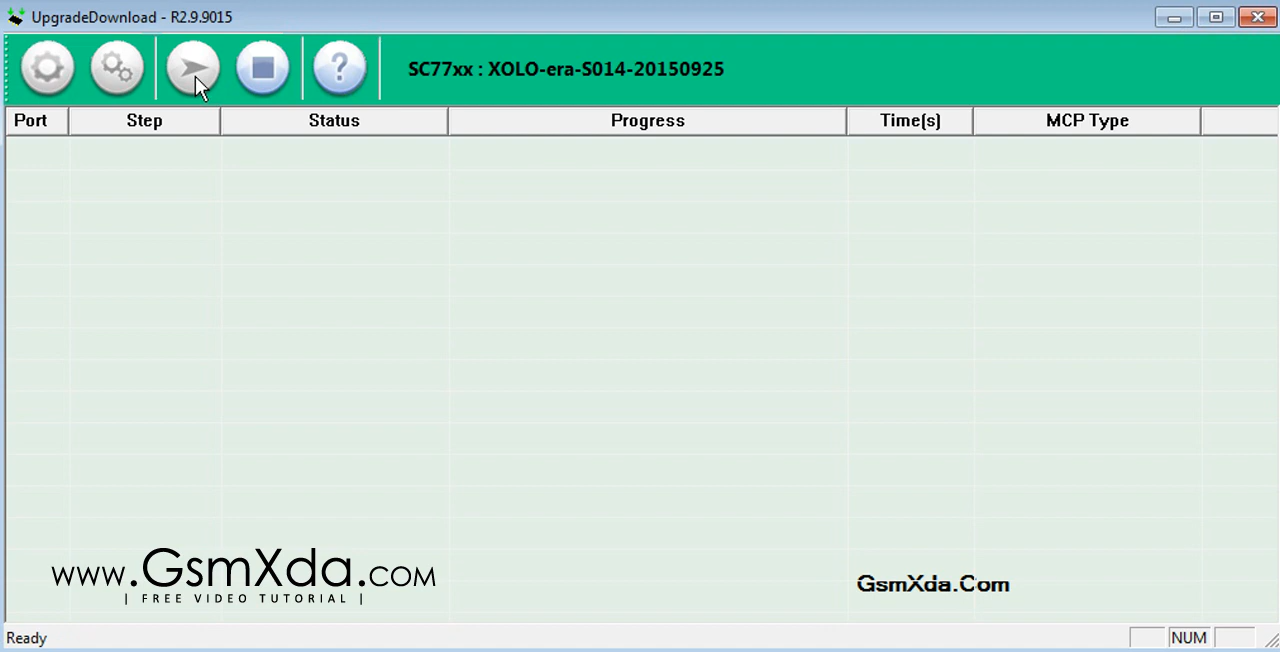 UpgradeDownload - R2.9.9015
?
SC77xx : XOLO-era-S014-20150925
Port Step Status Progress Time(s) MCP Type
www.GsmXda.com
| FREE VIDEO TUTORIAL |
GsmXda.Com
Ready NUM